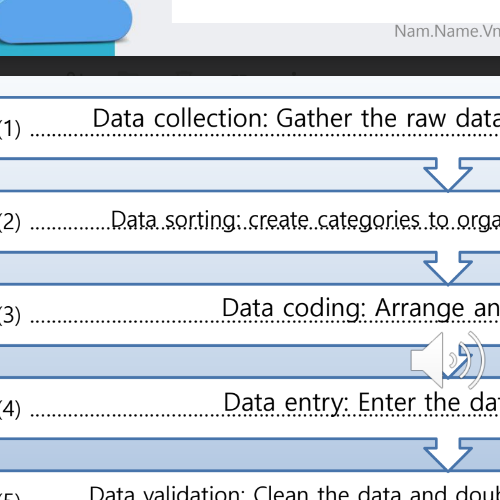 Nam.Name.Vn
(1) Data collection: Gather the raw data
(2) Data sorting: create categories to orga
(3) Data coding: Arrange an
(4) Data entry: Enter the da
(5) Data validation: Clean the data and doub